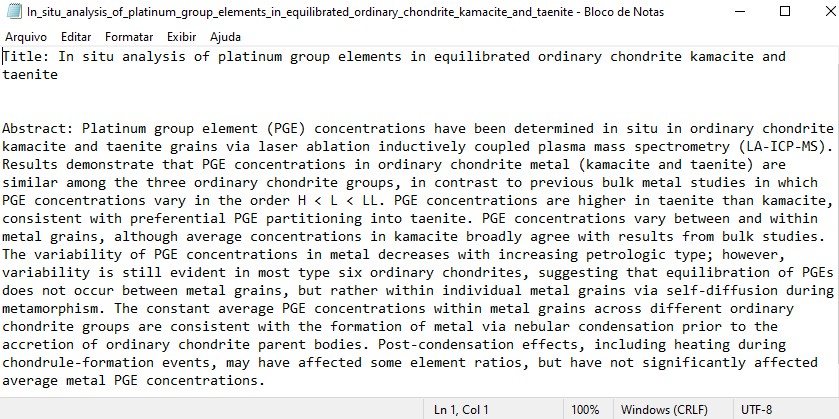 In_situ_analysis_of_platinum_group_elements_in_equilibrated_ordinary_chondrite_kamacite_and_taenite - Bloco de Notas
Arquivo Editar Formatar Exibir Ajuda
Title: In situ analysis of platinum group elements in equilibrated ordinary chondrite kamacite and
taenite
Abstract: Platinum group element (PGE) concentrations have been determined in situ in ordinary chondrite
kamacite and taenite grains via laser ablation inductively coupled plasma mass spectrometry (LA-ICP-MS).
Results demonstrate that PGE concentrations in ordinary chondrite metal (kamacite and taenite) are
similar among the three ordinary chondrite groups, in contrast to previous bulk metal studies in which
PGE concentrations vary in the order H < L < LL. PGE concentrations are higher in taenite than kamacite,
consistent with preferential PGE partitioning into taenite. PGE concentrations vary between and within
metal grains, although average concentrations in kamacite broadly agree with results from bulk studies.
The variability of PGE concentrations in metal decreases with increasing petrologic type; however,
variability is still evident in most type six ordinary chondrites, suggesting that equilibration of PGEs
does not occur between metal grains, but rather within individual metal grains via self-diffusion during
metamorphism. The constant average PGE concentrations within metal grains across different ordinary
chondrite groups are consistent with the formation of metal via nebular condensation prior to the
accretion of ordinary chondrite parent bodies. Post-condensation effects, including heating during
chondrule-formation events, may have affected some element ratios, but have not significantly affected
average metal PGE concentrations.
Ln 1, Col 1 100% Windows (CRLF) UTF-8